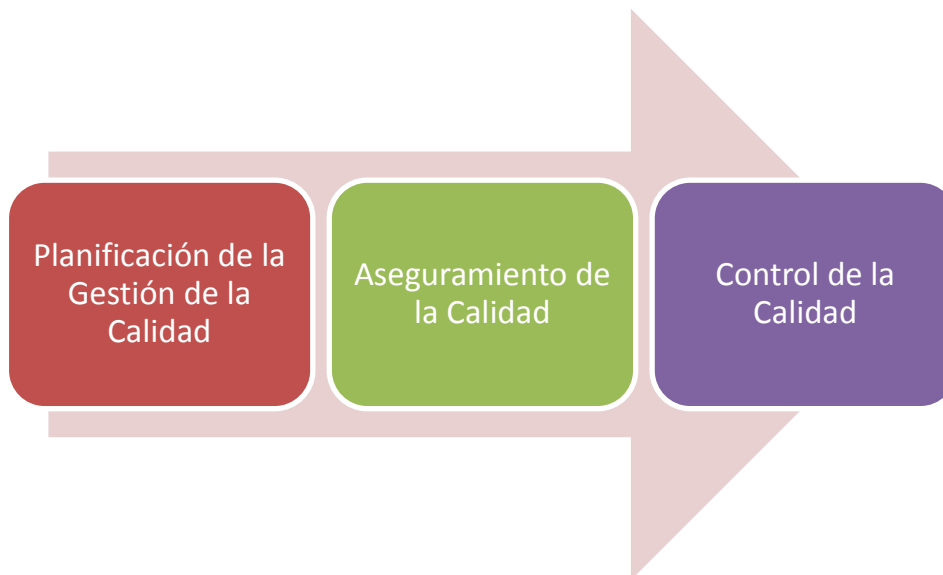 Planificación de la
Gestión de la
Calidad
Aseguramiento de
la Calidad
Control de la
Calidad